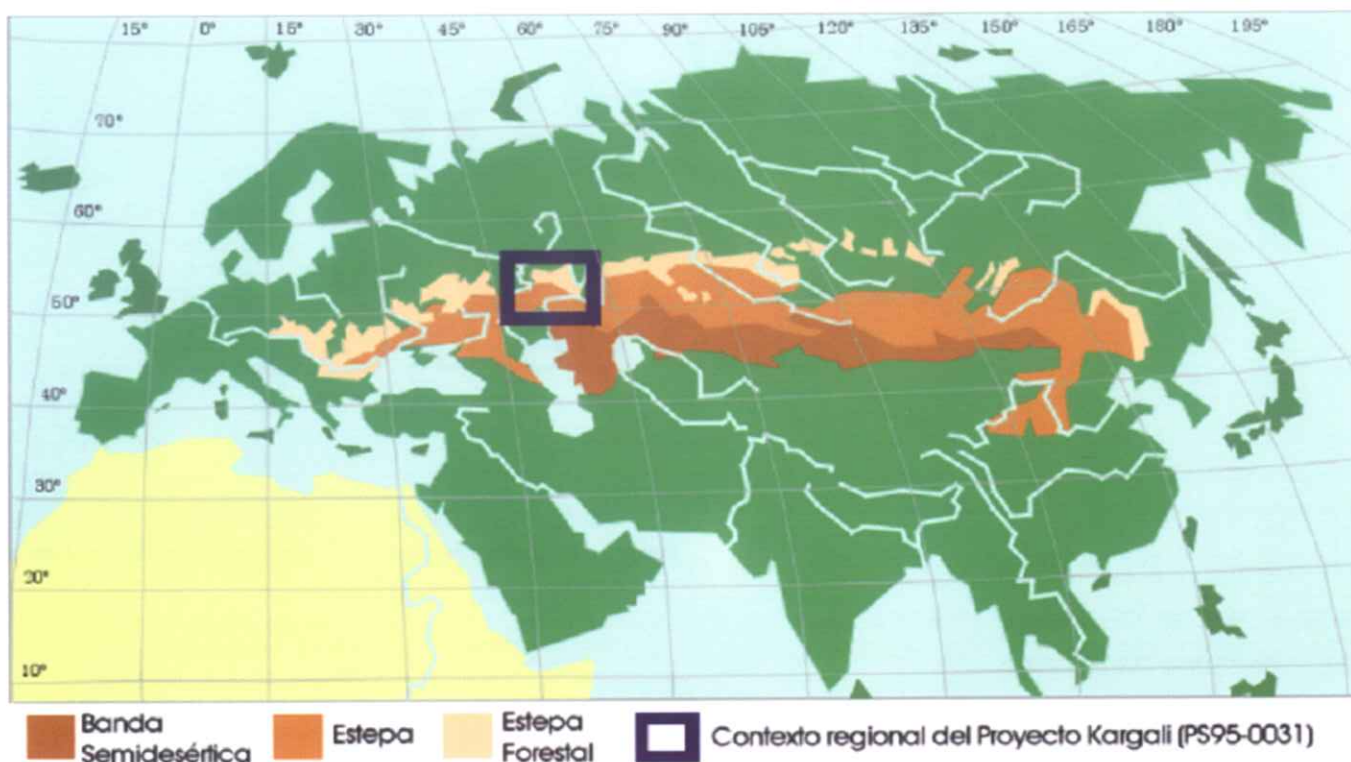 15° 0° 15° 30° 45° 60° 75° 90° 105° 120° 135° 150° 165° 180° 195°
70°
60°
50°
40°
30°
20°
10°
Banda
Semidesértica
Estepa
Estepa
Forestal
Contexto regional del Proyecto Kargali (PS95-0031)